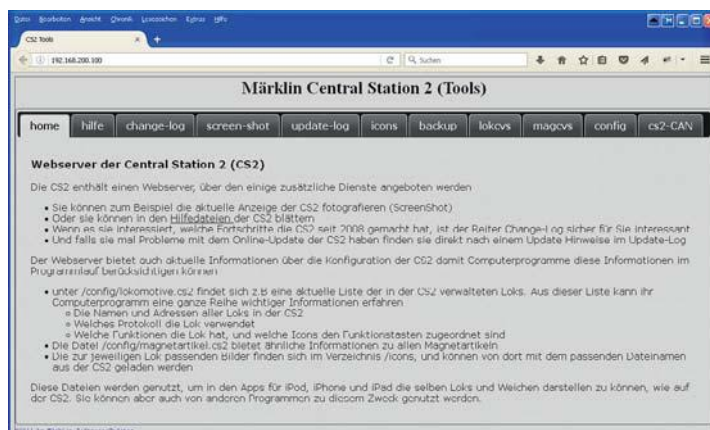 Datei Bearbeiten Ansicht Chronik Lesezeichen Extras Hilfe
CS2 Tools
192.168.200.100
Suchen
Märklin Central Station 2 (Tools)
home hilfe change-log screen-shot update-log icons backup lokcvs magcvs config cs2-CAN
Webserver der Central Station 2 (CS2)
Die CS2 enthält einen Webserver, über den einige zusätzliche Dienste angeboten werden
• Sie können zum Beispiel die aktuelle Anzeige der CS2 fotografieren (ScreenShot)
• Oder sie können in den Hilfedateien der CS2 blättern
• Wenn es sie interessiert, welche Fortschritte die CS2 seit 2008 gemacht hat, ist der Reiter Change-Log sicher für Sie interessant
• Und falls sie mal Probleme mit dem Online-Update der CS2 haben finden sie direkt nach einem Update Hinweise im Update-Log
Der Webserver bietet auch aktuelle Informationen über die Konfiguration der CS2 damit Computerprogramme diese Informationen im
Programmlauf berücksichtigen können
• unter /config/lokomotive.cs2 findet sich z.B eine aktuelle Liste der in der CS2 verwalteten Loks. Aus dieser Liste kann ihr
Computerprogramm eine ganze Reihe wichtiger Informationen erfahren
Die Namen und Adressen aller Loks in der CS2
Welches Protokoll die Lok verwendet
Welche Funktionen die Lok hat, und welche Icons den Funktionstasten zugeordnet sind
• Die Datei /config/magnetartikel.cs2 bietet ähnliche Informationen zu allen Magnetartikeln
• Die zur jeweiligen Lok passenden Bilder finden sich im Verzeichnis /icons, und können von dort mit dem passenden Dateinamen
aus der CS2 geladen werden
Diese Dateien werden genutzt, um in den Apps für iPod, iPhone und iPad die selben Loks und Weichen darstellen zu können, wie auf
der CS2. Sie können aber auch von anderen Programmen zu diesem Zweck genutzt werden.